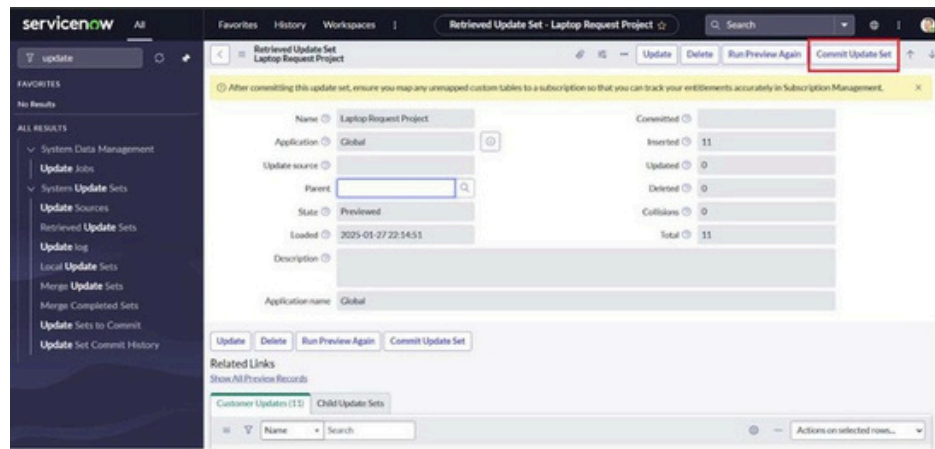 servicenow All Favorites History Workspaces Retrieved Update Set - Laptop Request Project Search
update
Retrieved Update Set
Laptop Request Project
Update Delete Run Preview Again Commit Update Set
FAVORITES
No Results
ALL RESULTS
System Data Management
Update Jobs
System Update Sets
Update Sources
Retrieved Update Sets
Update log
Local Update Sets
Merge Update Sets
Merge Completed Sets
Update Sets to Commit
Update Set Commit History
After committing this update set, ensure you map any unmapped custom tables to a subscription so that you can track your entitlements accurately in Subscription Management.
Name Laptop Request Project
Application Global
Update source
Parent
State Previewed
Loaded 2025-01-27 22:14:51
Description
Application name Global
Committed
Inserted 11
Updated 0
Deleted 0
Collisions 0
Total 11
Update Delete Run Preview Again Commit Update Set
Related Links
Show All Preview Records
Customer Updates (11) Child Update Sets
Name Search Actions on selected rows...